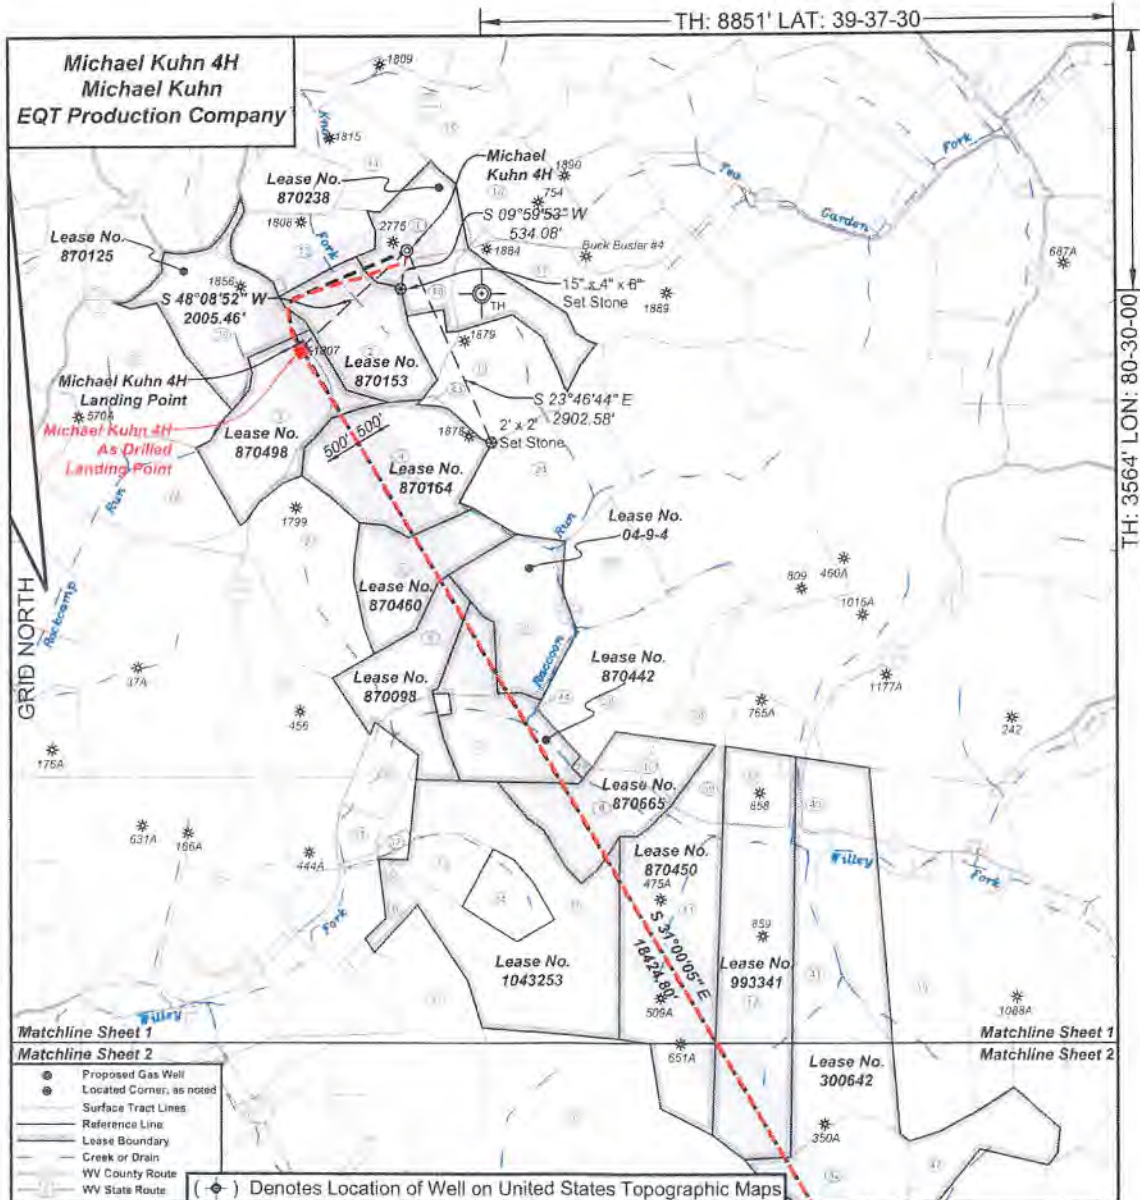 TH: 8851' LAT: 39-37-30
TH: 3564' LON: 80-30-00
Michael Kuhn 4H
Michael Kuhn
EQT Production Company
1809
1815
Lease No.
870238
Michael
Kuhn 4H
1890
754
S 09°59'53" W
534.08'
Tea
Garden
Fork
1808
Fork
2775
1884
Buck Busler #4
687A
Lease No.
870125
1856
S 48°08'52" W
2005.46'
15" x 4" x 6"
Set Stone
TH
1889
1807
1879
Lease No.
870153
Michael Kuhn 4H
Landing Point
S 23°46'44" E
2902.58'
570A
Michael Kuhn 4H
As Drilled
Landing Point
Lease No.
870498
500' 500'
1878
2' x 2'
Set Stone
Lease No.
870164
Run
1799
Run
Lease No.
04-9-4
GRID NORTH
Rockcamp
Lease No.
870460
809
460A
1016A
Raccoon
Lease No.
870442
37A
Lease No.
870098
456
765A
1177A
242
176A
Lease No.
870665
858
631A
166A
444A
Willey
Fork
Lease No.
870450
475A
Fork
859
S 31°00'05" E
18424.80'
Lease No.
1043253
Lease No.
993341
509A
1088A
Willey
Matchline Sheet 1
Matchline Sheet 1
Matchline Sheet 2
Matchline Sheet 2
651A
Lease No.
300642
350A
Proposed Gas Well
Located Corner, as noted
Surface Tract Lines
Reference Line
Lease Boundary
Creek or Drain
WV County Route
WV State Route
( ) Denotes Location of Well on United States Topographic Maps